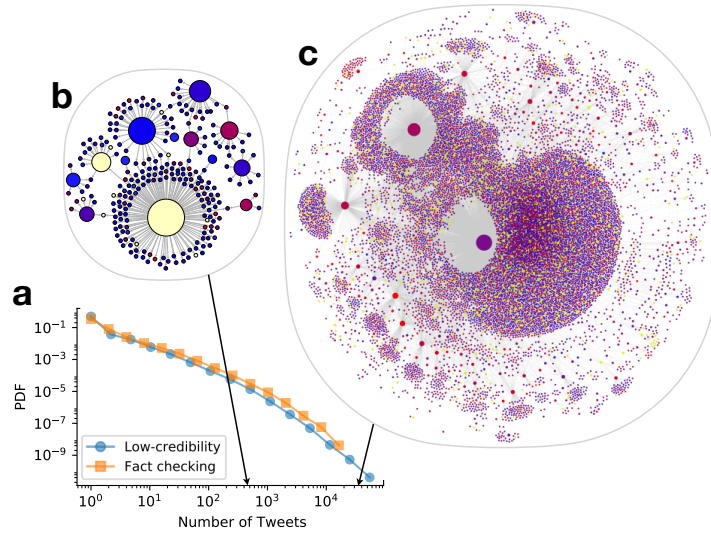 c
b
a
10^-1
10^-3
10^-5
10^-7
10^-9
PDF
Low-credibility
Fact checking
10^0 10^1 10^2 10^3 10^4
Number of Tweets